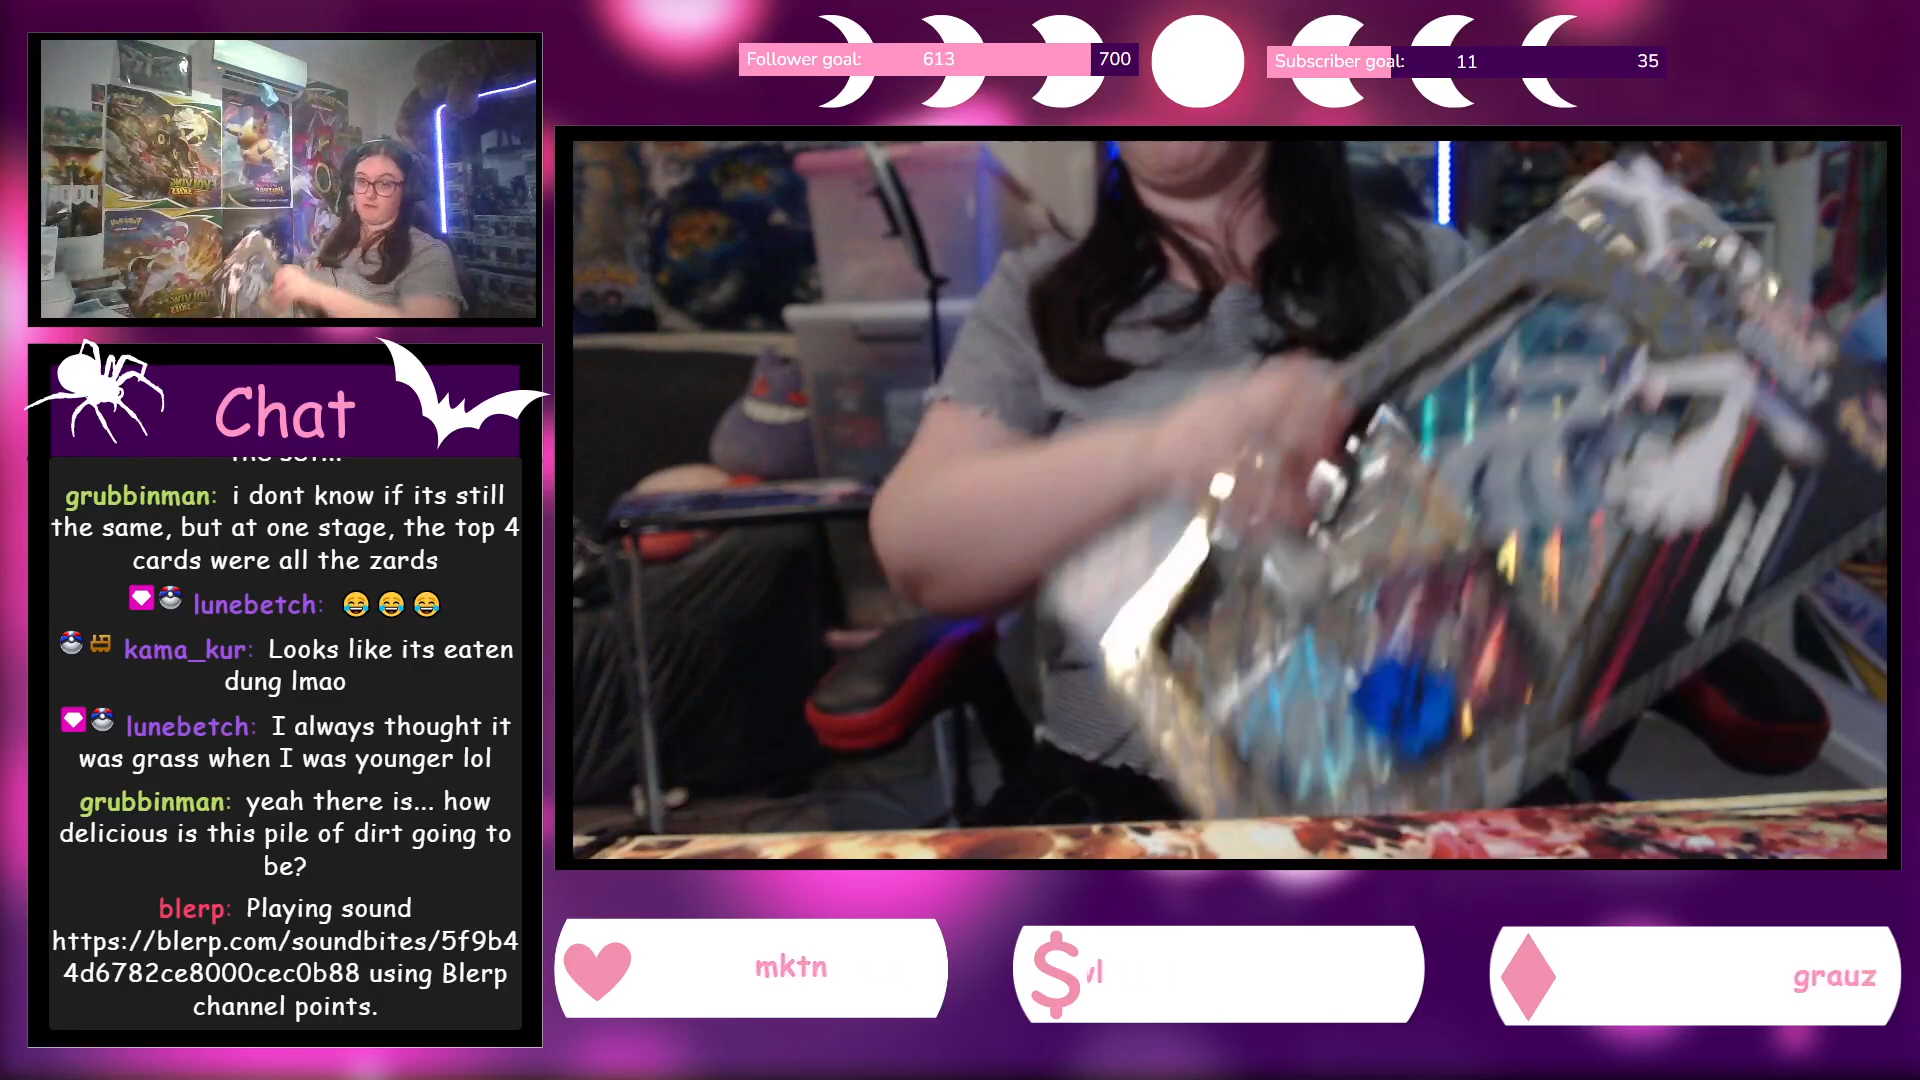 Follower goal: 613 700
Subscriber goal: 11 35
Chat
grubbinman: i dont know if its still
the same, but at one stage, the top 4
cards were all the zards
lunebetch: 😂 😂 😂
kama_kur: Looks like its eaten
dung lmao
lunebetch: I always thought it
was grass when I was younger lol
grubbinman: yeah there is... how
delicious is this pile of dirt going to
be?
blerp: Playing sound
https://blerp.com/soundbites/5f9b4
4d6782ce8000cec0b88 using Blerp
channel points.
mktn
$
grauz